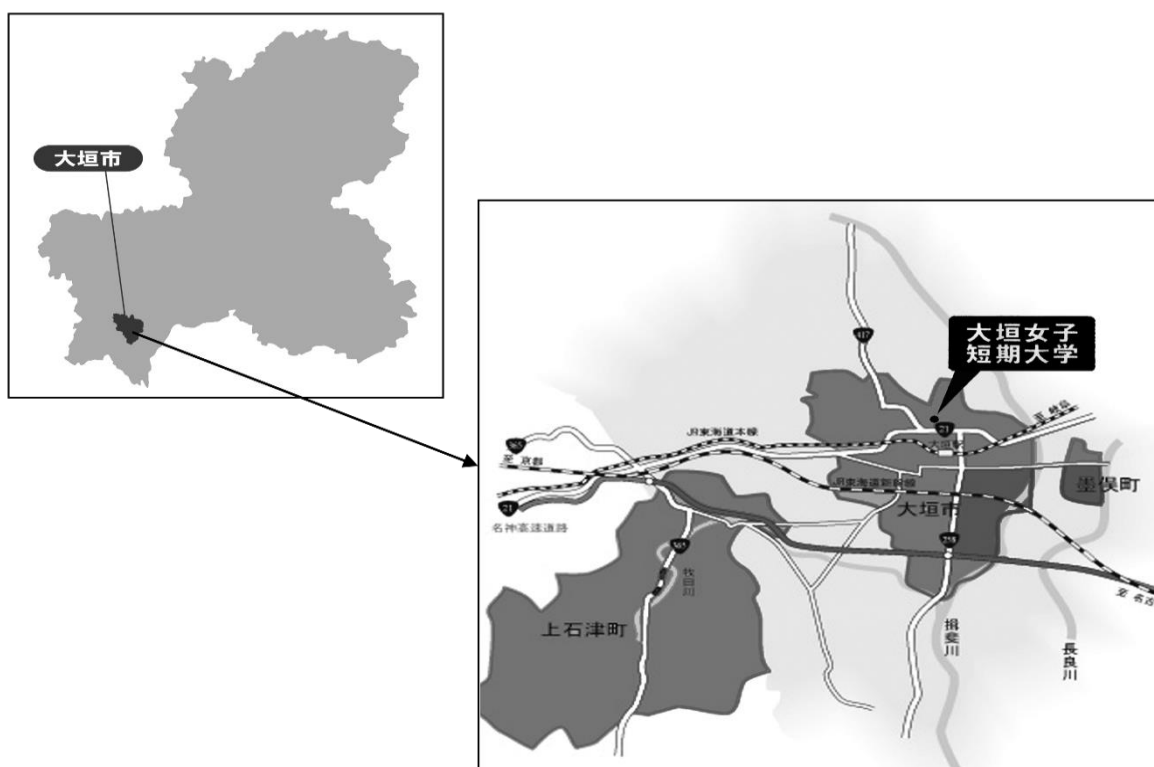 大垣市
大垣女子
短期大学
417
21
至 岐阜
JR東海道本線
大垣駅
365
至 京都
JR東海道新幹線
墨俣町
大垣市
21
名神高速道路
365
258
牧田川
上石津町
揖斐川
長良川
至 名古